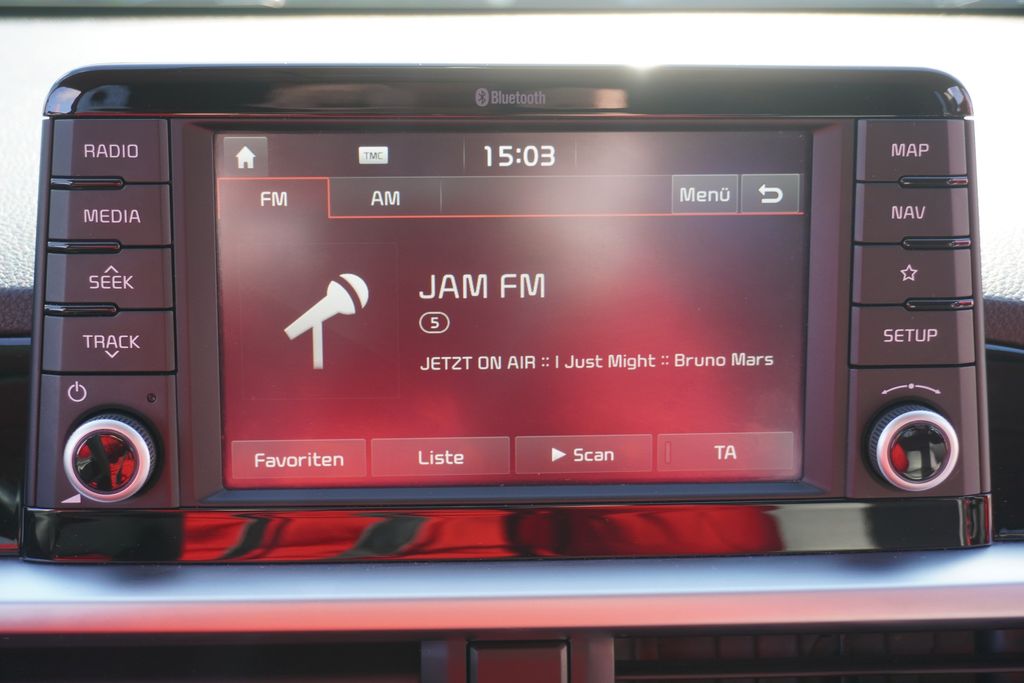 Bluetooth
RADIO
MEDIA
SEEK
TRACK
TMC
15:03
FM
AM
Menü
JAM FM
5
JETZT ON AIR :: I Just Might :: Bruno Mars
Favoriten
Liste
Scan
TA
MAP
NAV
SETUP